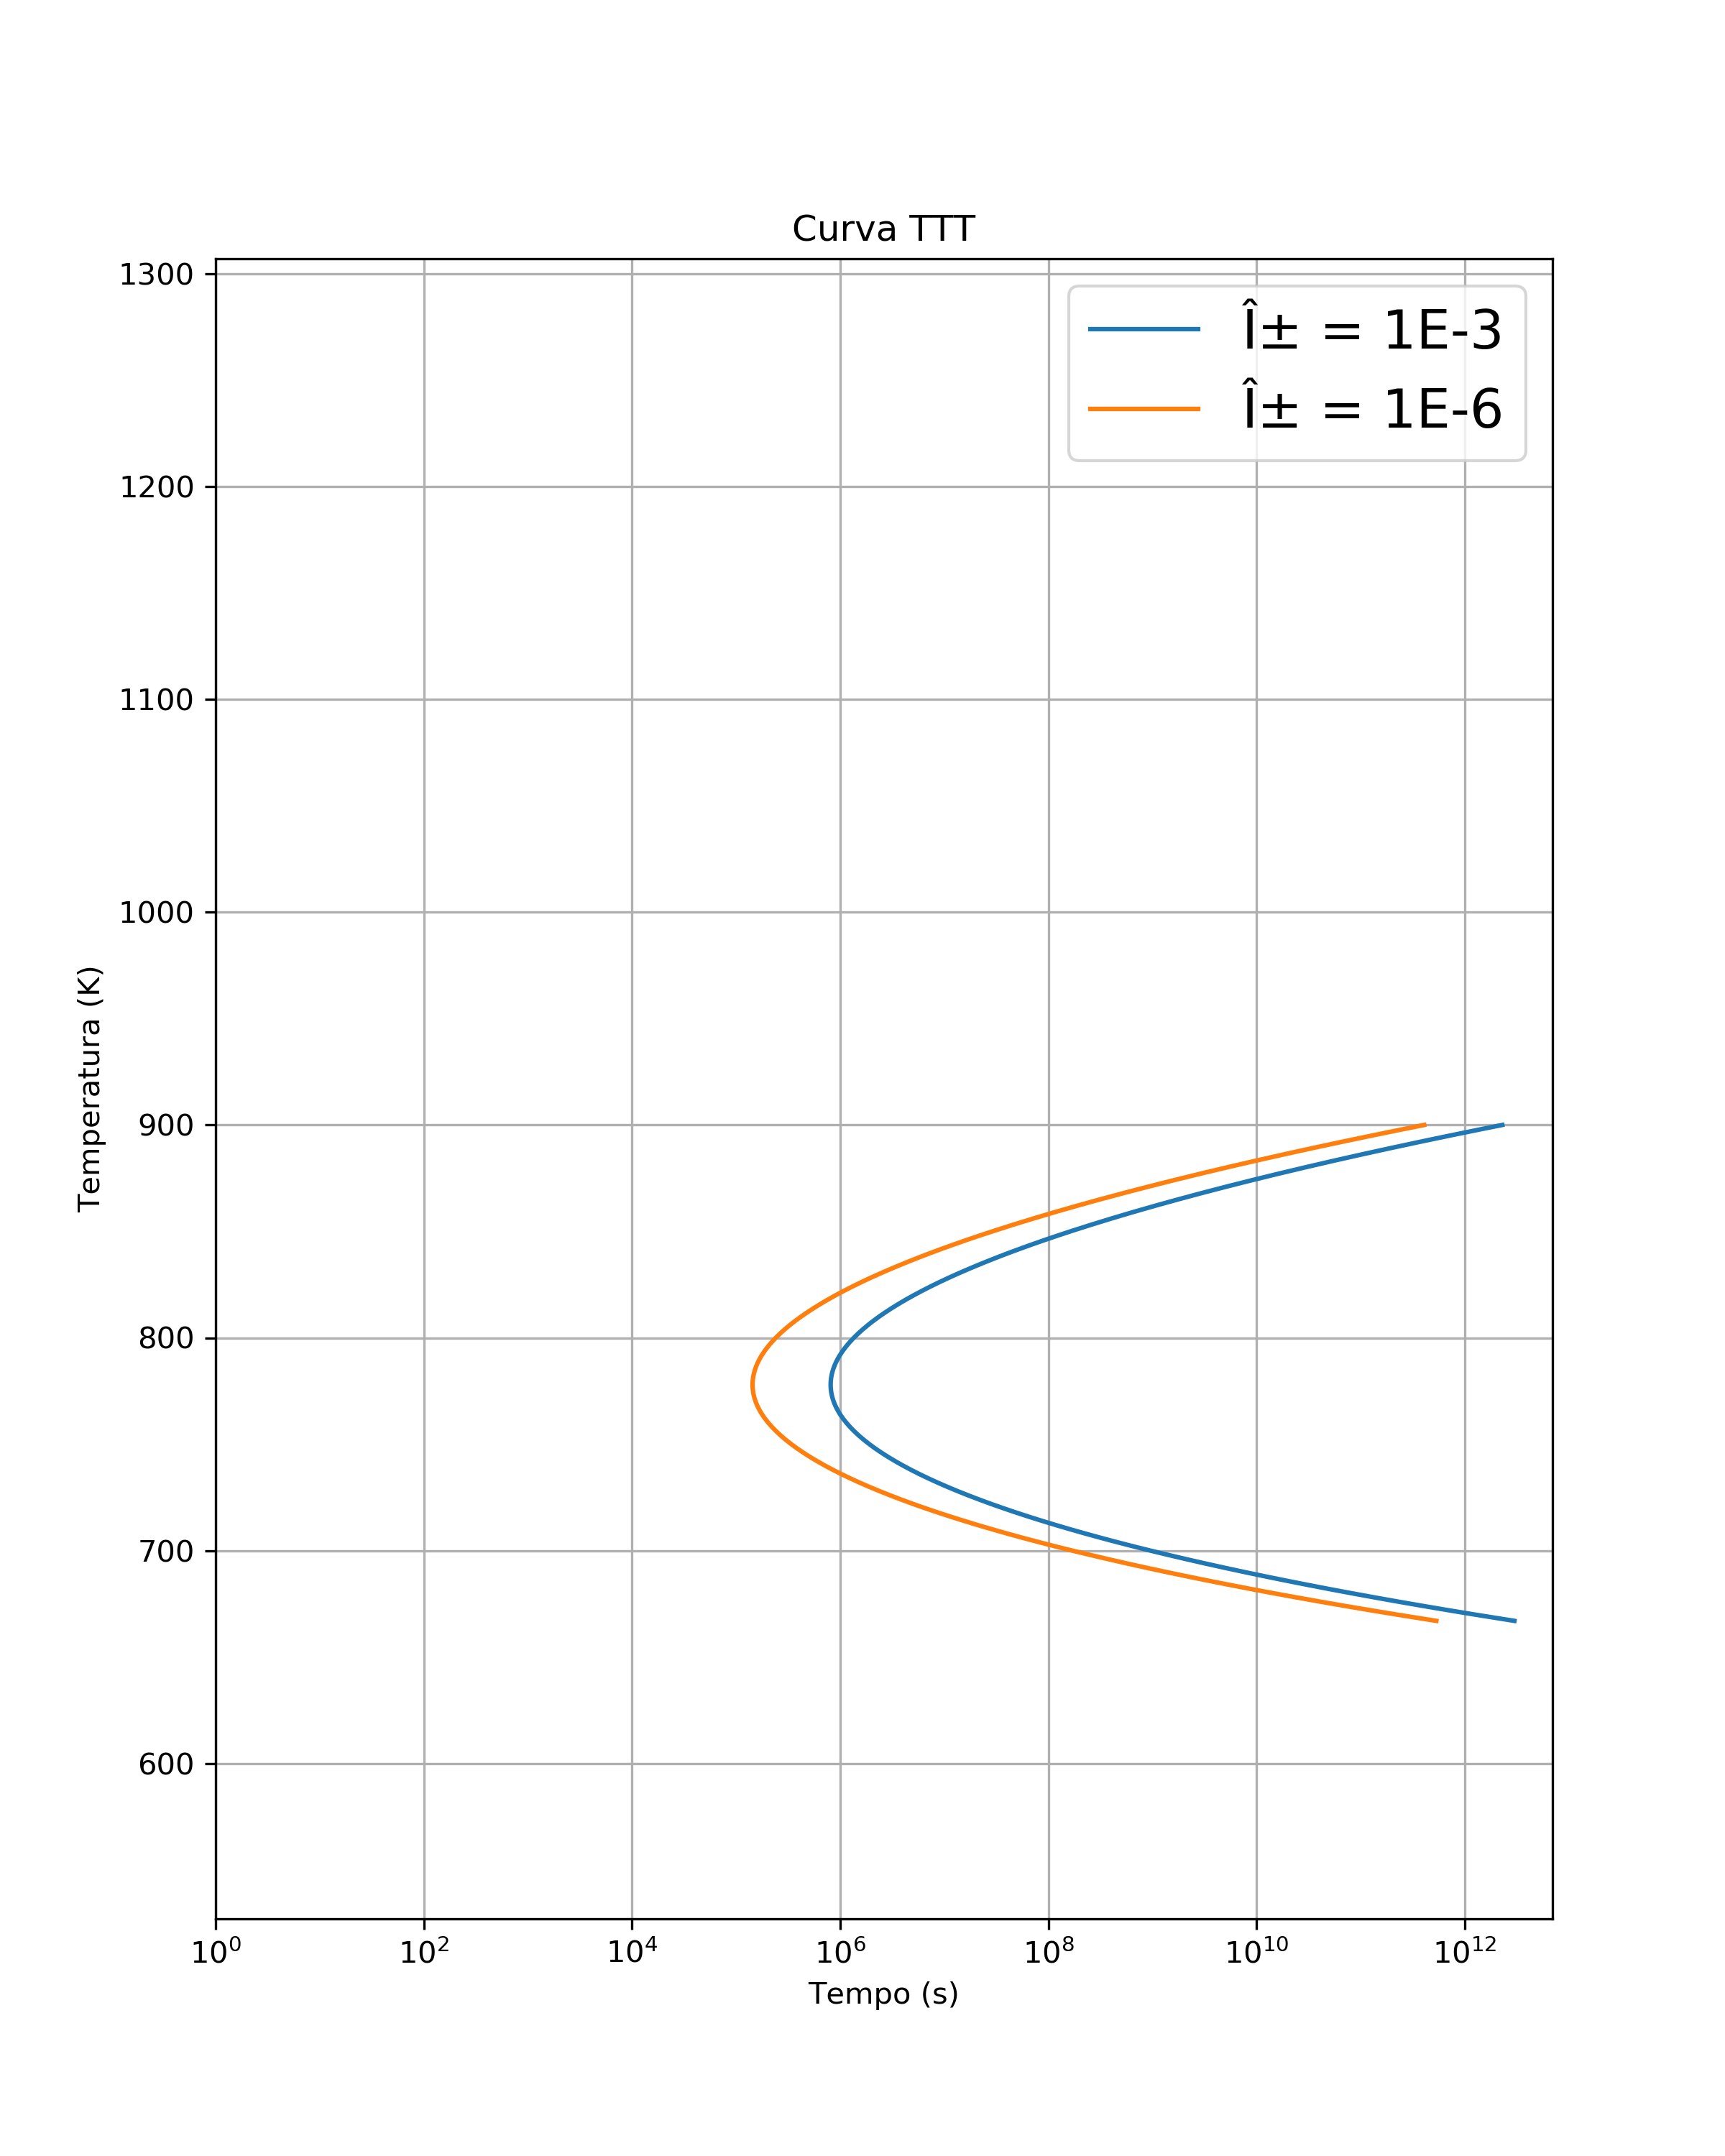 Curva TTT
Î± = 1E-3
Î± = 1E-6
1300
1200
1100
1000
900
800
700
600
Temperatura (K)
10⁰ 10² 10⁴ 10⁶ 10⁸ 10¹⁰ 10¹²
Tempo (s)